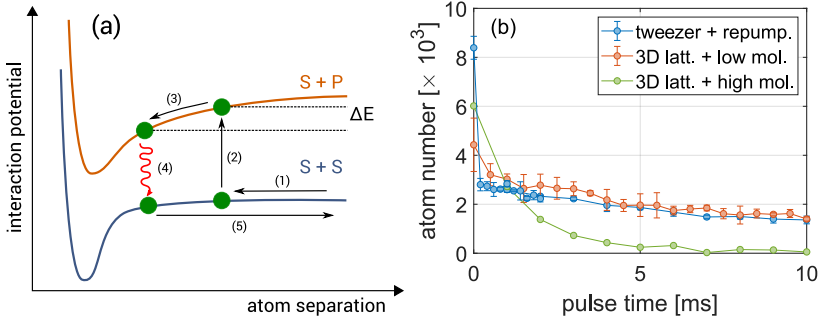 (a)
S + P
(3)
ΔE
(4)
(2)
S + S
(1)
(5)
interaction potential
atom separation
(b)
tweezer + repump.
3D latt. + low mol.
3D latt. + high mol.
atom number [× 10³]
10
8
6
4
2
0
0
5
10
pulse time [ms]